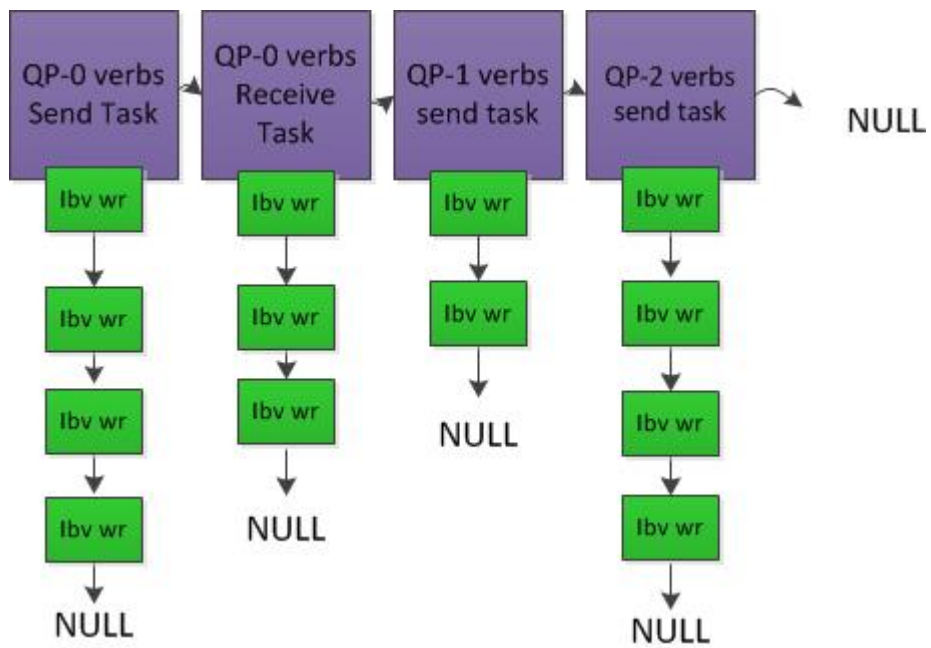 QP-0 verbs
Send Task
QP-0 verbs
Receive
Task
QP-1 verbs
send task
QP-2 verbs
send task
NULL
Ibv wr
Ibv wr
Ibv wr
Ibv wr
NULL
Ibv wr
Ibv wr
Ibv wr
NULL
Ibv wr
Ibv wr
NULL
Ibv wr
Ibv wr
Ibv wr
Ibv wr
NULL